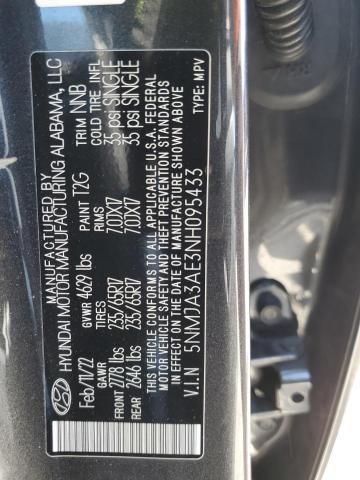 MANUFACTURED BY
HYUNDAI MOTOR MANUFACTURING ALABAMA, LLC
Feb/11/22 GVWR 4629 lbs PAINT T2G TRIM NNB
GAWR TIRES RIMS COLD TIRE INFL
FRONT 2778 lbs 235/65R17 7.0JX17 35 psi SINGLE
REAR 2646 lbs 235/65R17 7.0JX17 35 psi SINGLE
THIS VEHICLE CONFORMS TO ALL APPLICABLE U.S.A. FEDERAL
MOTOR VEHICLE SAFETY AND THEFT PREVENTION STANDARDS
IN EFFECT ON THE DATE OF MANUFACTURE SHOWN ABOVE
V.I.N 5NMJA3AE3NH095433 TYPE: MPV